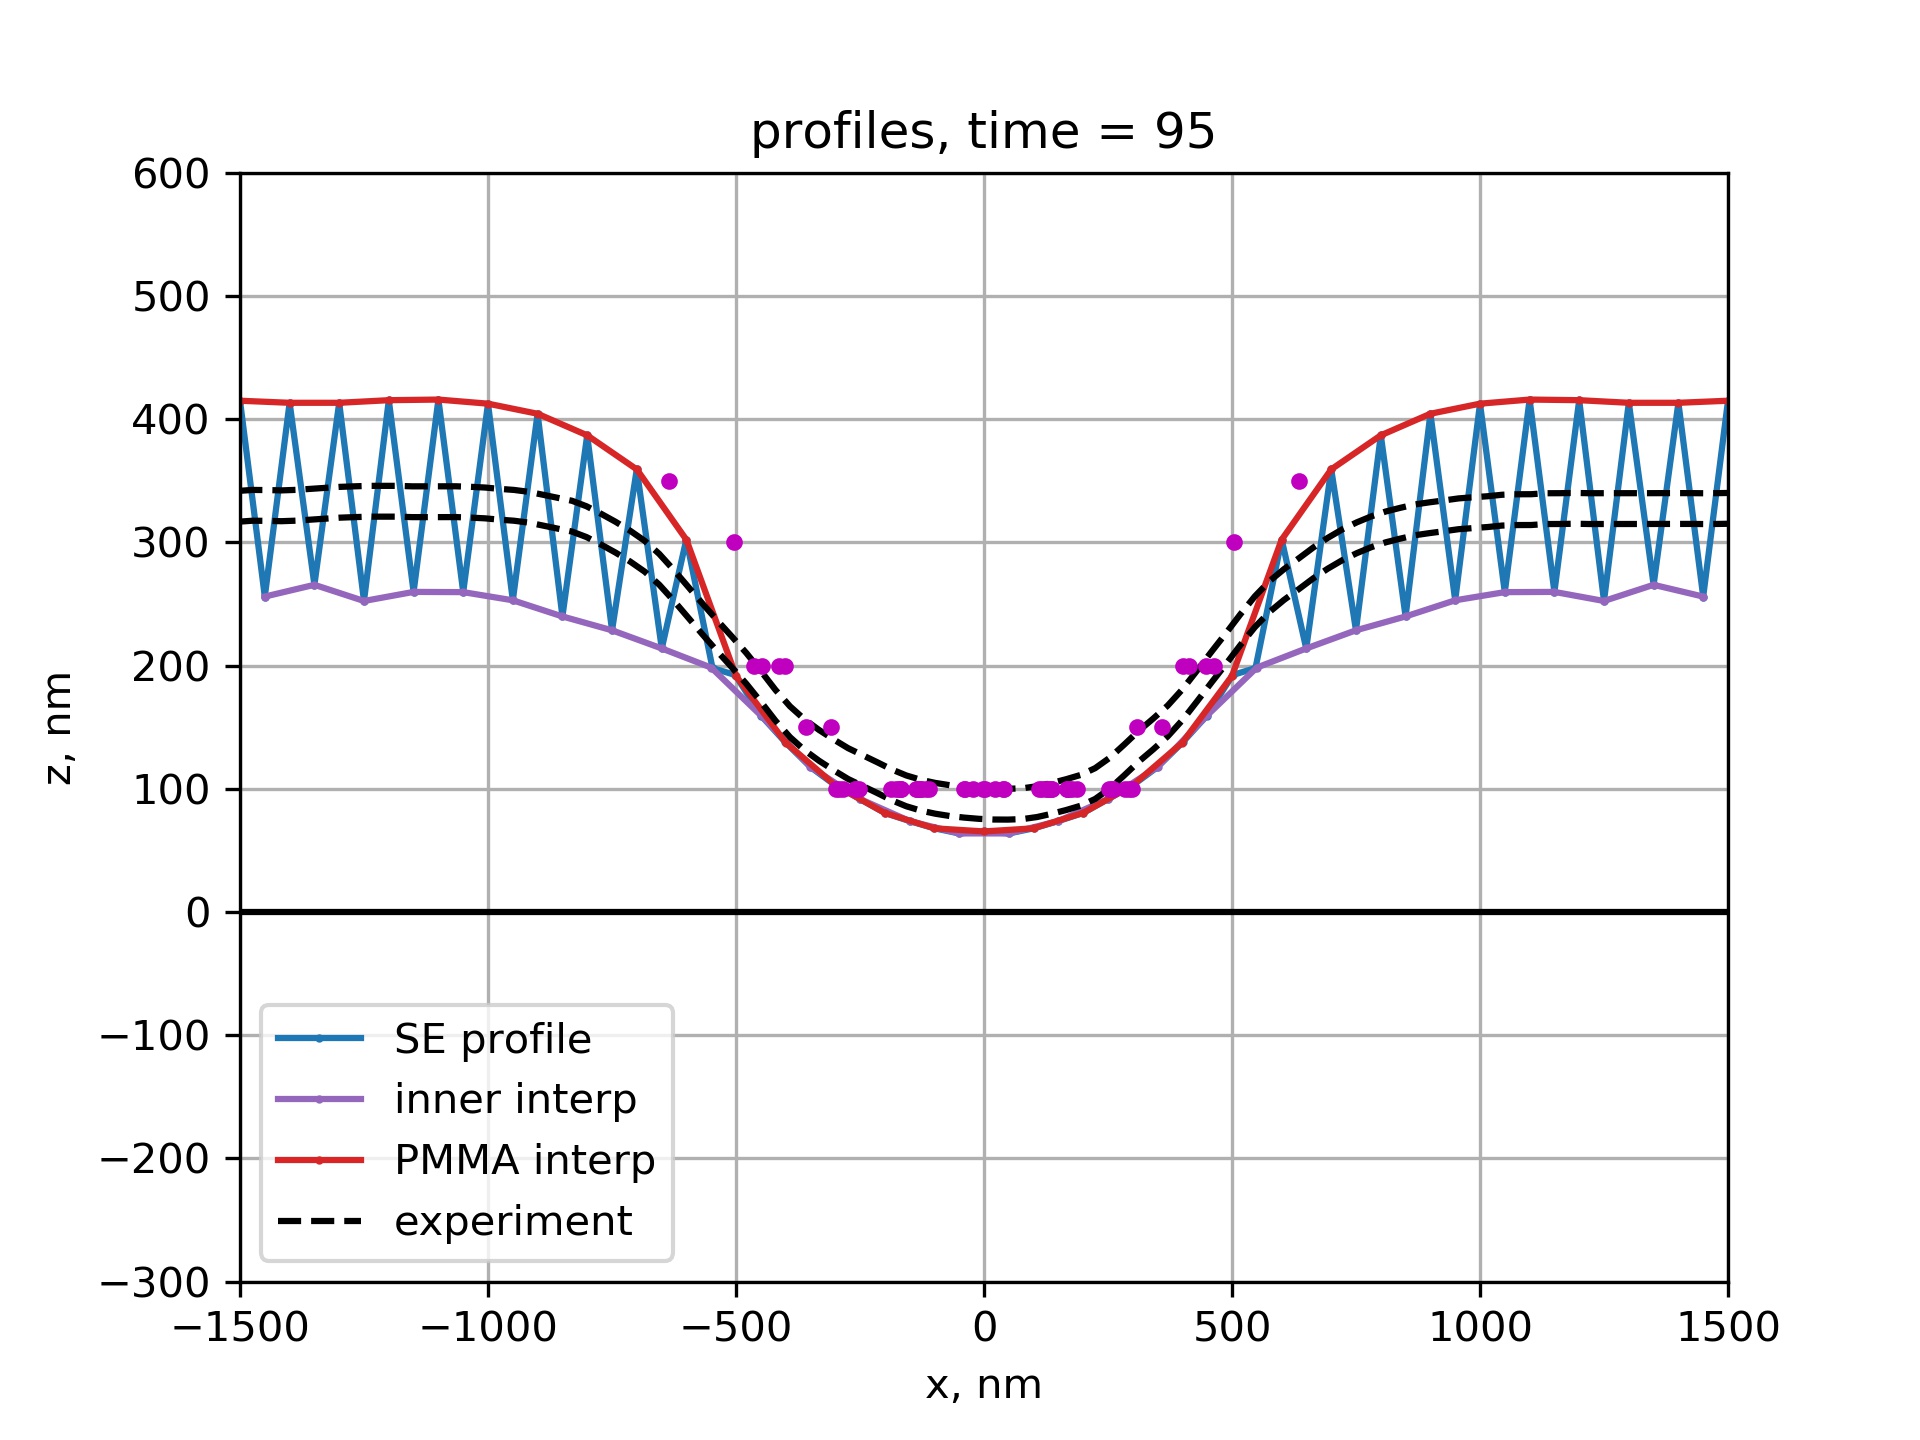 profiles, time = 95
600
500
400
300
200
100
0
−100
−200
−300
z, nm
SE profile
inner interp
PMMA interp
experiment
−1500 −1000 −500 0 500 1000 1500
x, nm